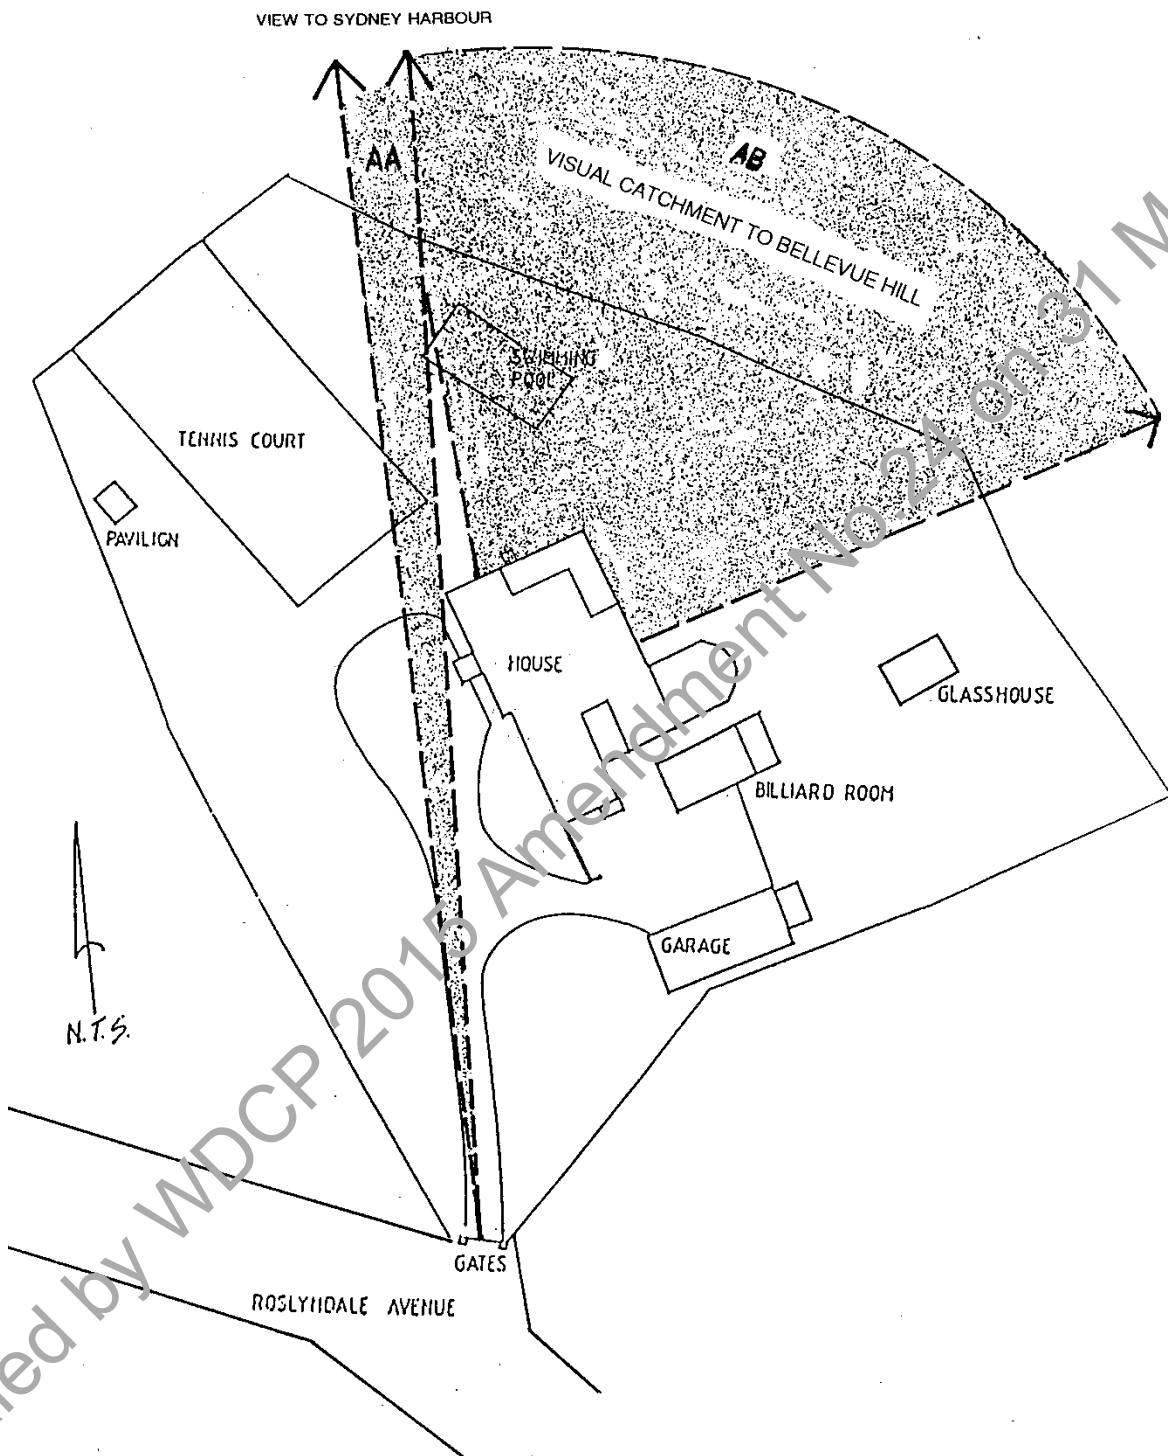 VIEW TO SYDNEY HARBOUR
AA
AB
VISUAL CATCHMENT TO BELLEVUE HILL
SWIMMING
POOL
TENNIS COURT
PAVILION
HOUSE
GLASSHOUSE
BILLIARD ROOM
GARAGE
N.T.S.
GATES
ROSLYNDALE AVENUE
ed by WDCP 2015 Amendment No. 24 on 31 M